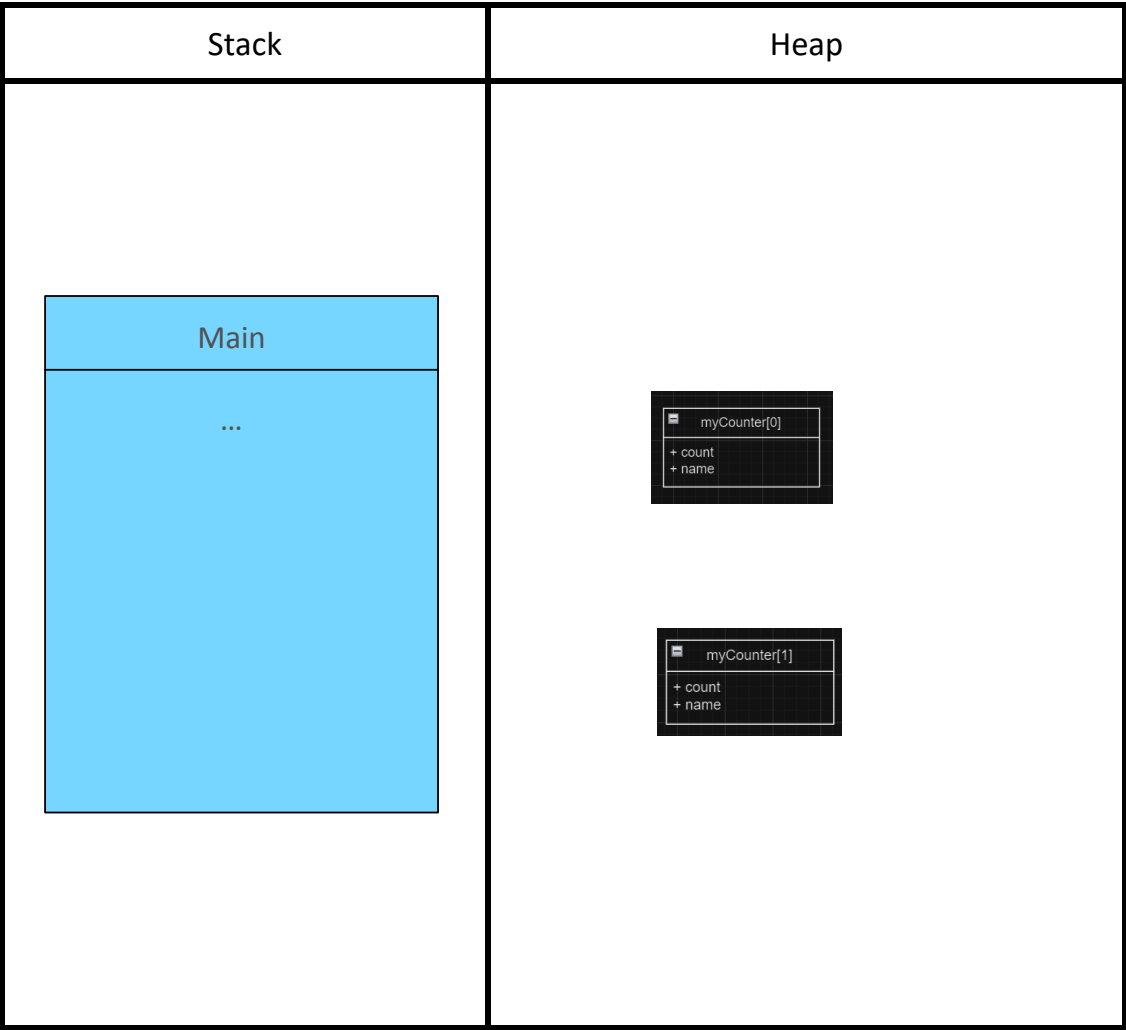 Stack
Heap
Main
...
myCounter[0]
+ count
+ name
myCounter[1]
+ count
+ name